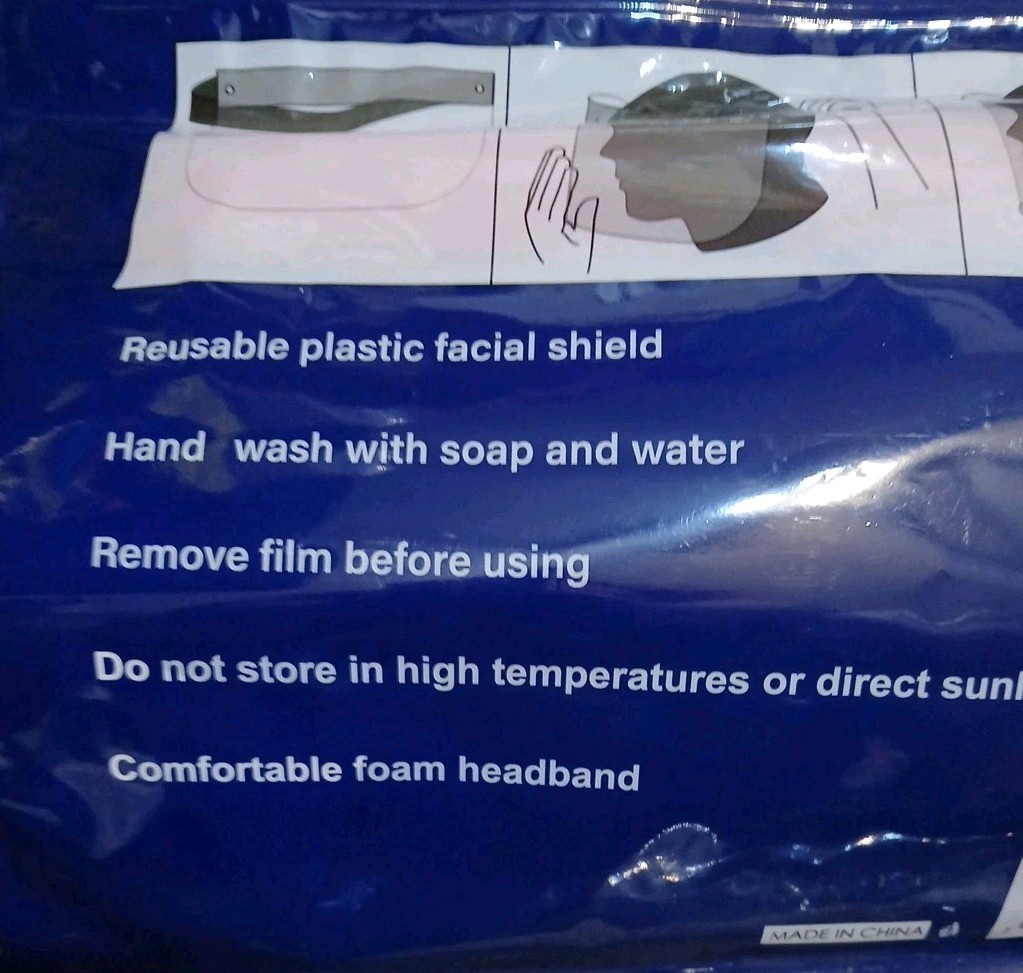 Reusable plastic facial shield
Hand wash with soap and water
Remove film before using
Do not store in high temperatures or direct sunl
Comfortable foam headband
MADE IN CHINA